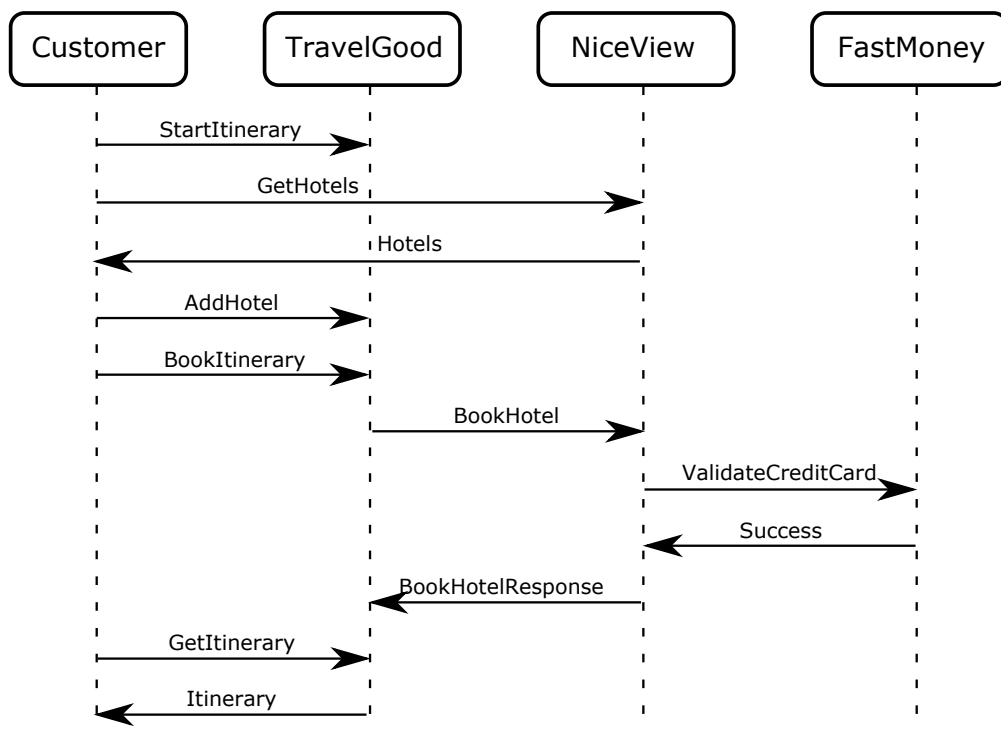 Customer
TravelGood
NiceView
FastMoney
StartItinerary
GetHotels
Hotels
AddHotel
BookItinerary
BookHotel
ValidateCreditCard
Success
BookHotelResponse
GetItinerary
Itinerary